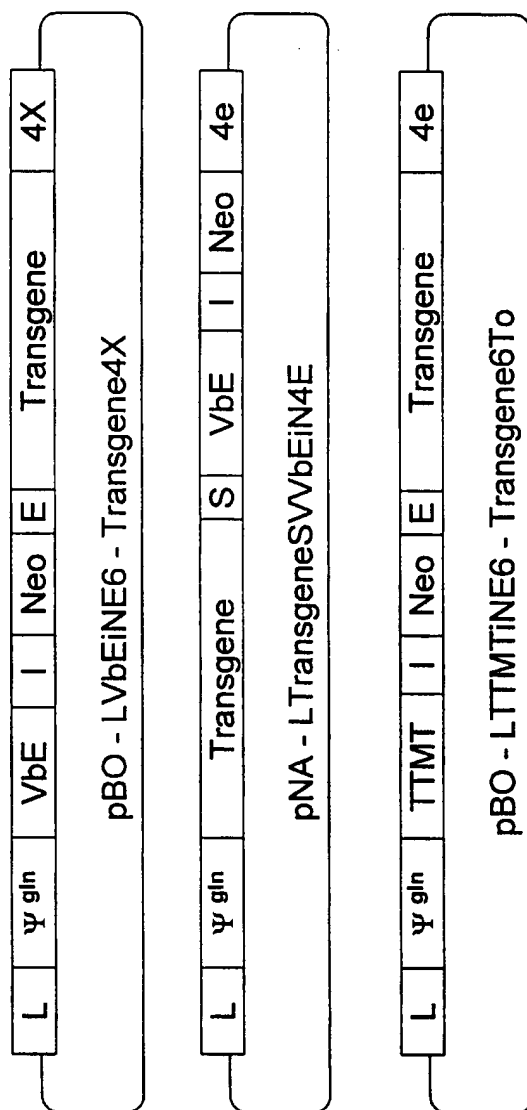 L Ψ gln VbE I Neo E Transgene 4X
pBO - LVbEiNE6 - Transgene4X
L Ψ gln Transgene S VbE I Neo 4e
pNA - LTransgeneSVVbEiN4E
L Ψ gln TTMT I Neo E Transgene 4e
pBO - LTTMTiNE6 - Transgene6To